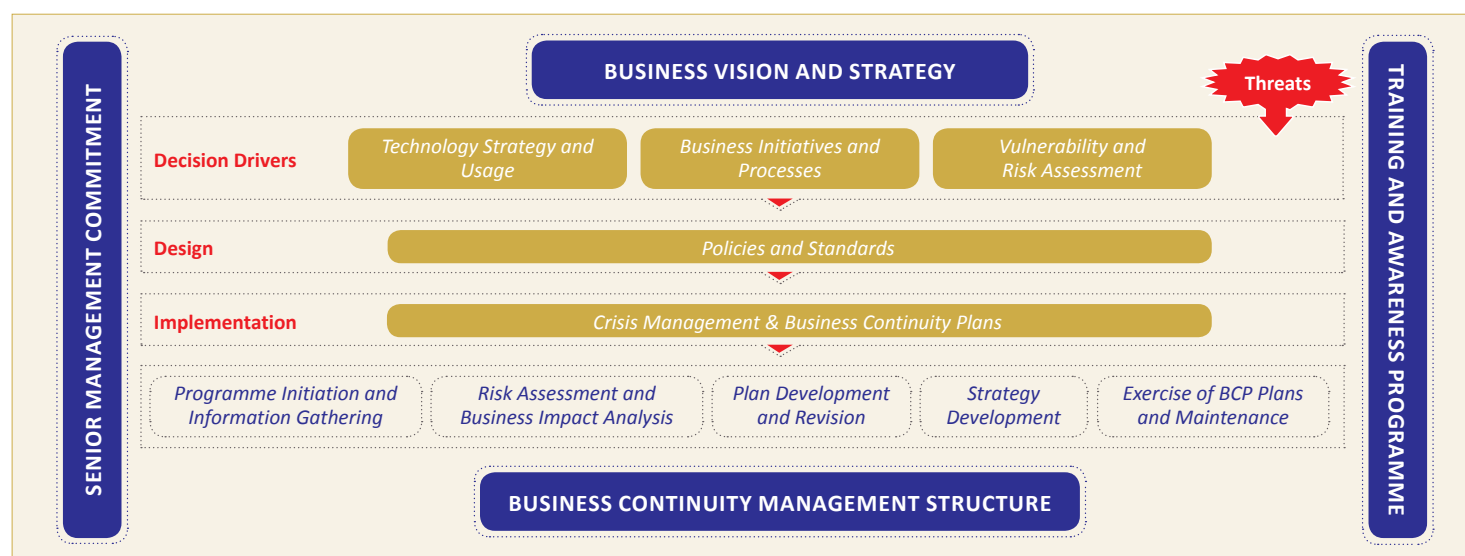 SENIOR MANAGEMENT COMMITMENT
BUSINESS VISION AND STRATEGY
Threats
TRAINING AND AWARENESS PROGRAMME
Decision Drivers
Technology Strategy and
Usage
Business Initiatives and
Processes
Vulnerability and
Risk Assessment
Design
Policies and Standards
Implementation
Crisis Management & Business Continuity Plans
Programme Initiation and
Information Gathering
Risk Assessment and
Business Impact Analysis
Plan Development
and Revision
Strategy
Development
Exercise of BCP Plans
and Maintenance
BUSINESS CONTINUITY MANAGEMENT STRUCTURE